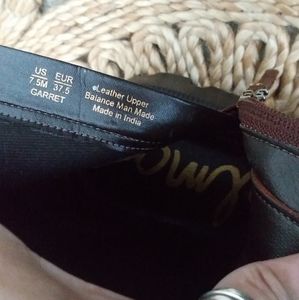 US EUR
7 5M 37.5
GARRET
Leather Upper
Balance Man Made
Made in India